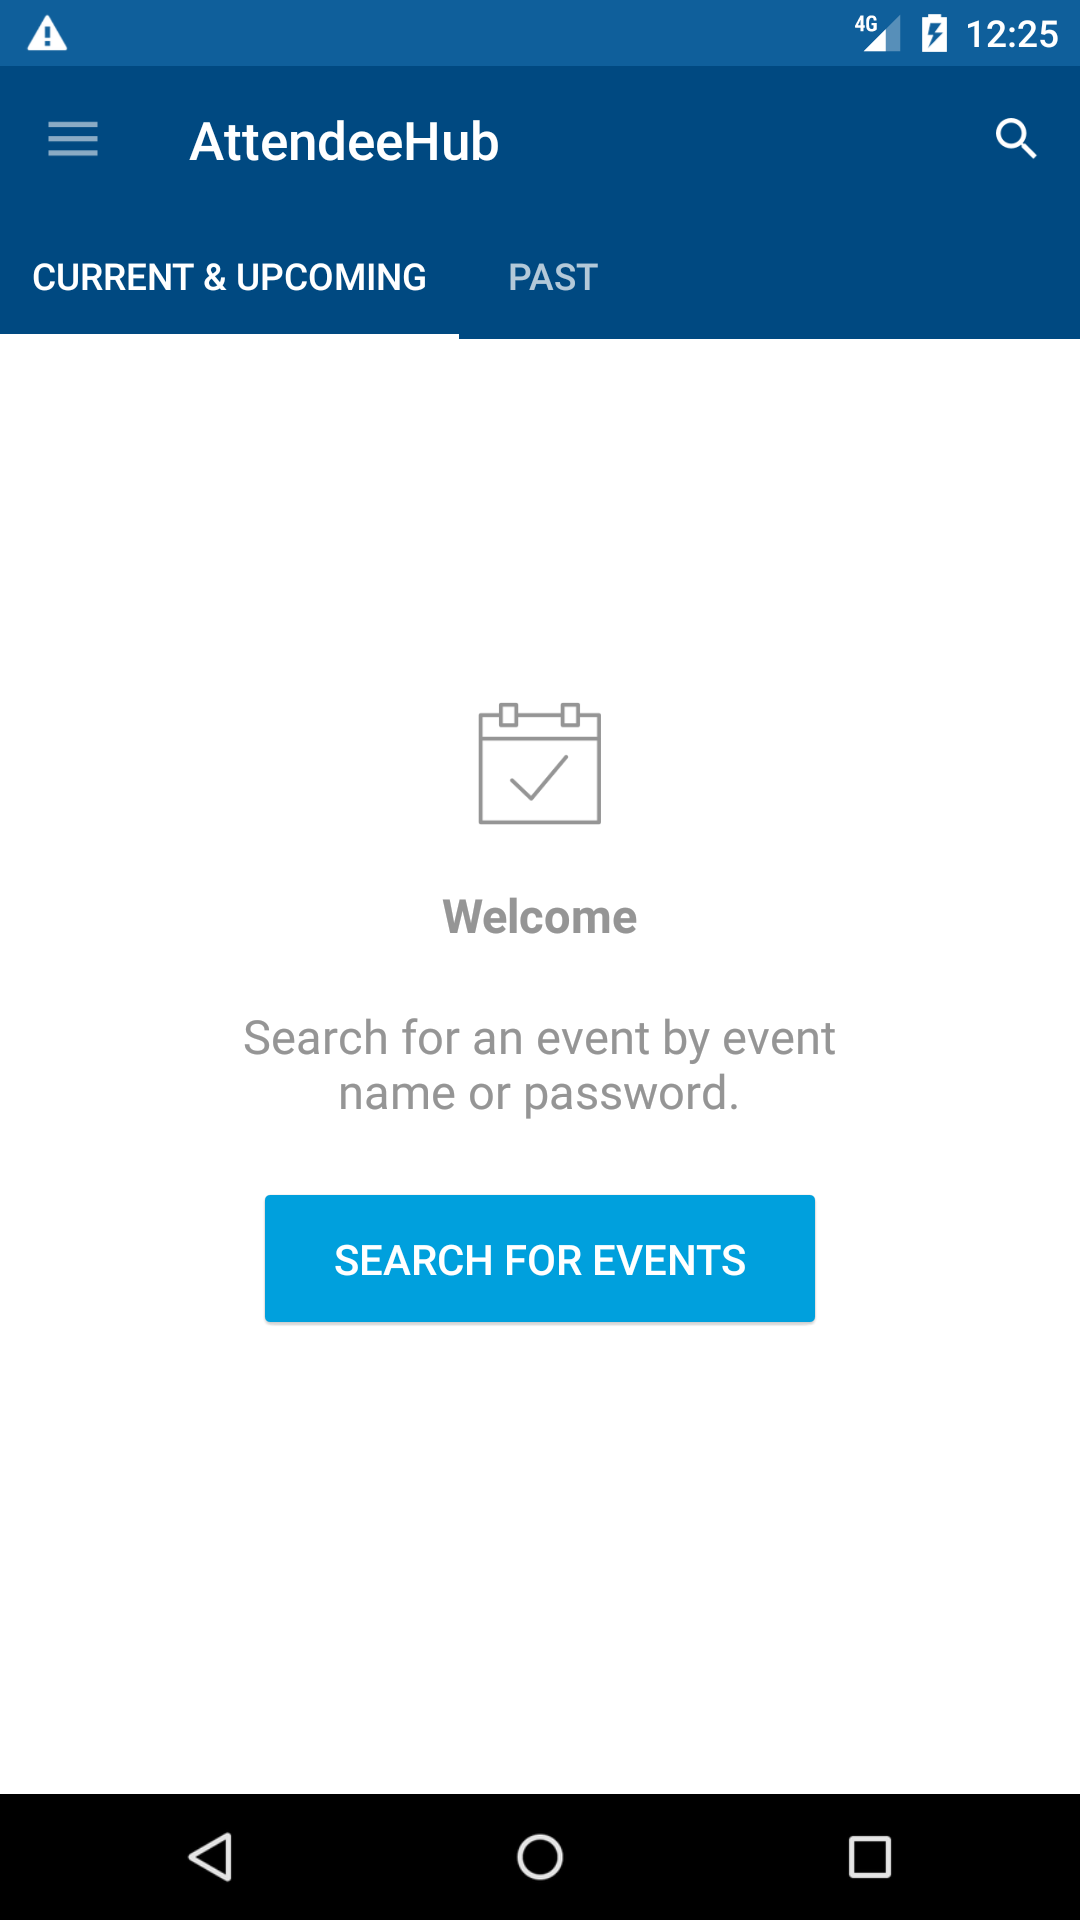 4G 12:25
AttendeeHub
CURRENT & UPCOMING PAST
Welcome
Search for an event by event
name or password.
SEARCH FOR EVENTS